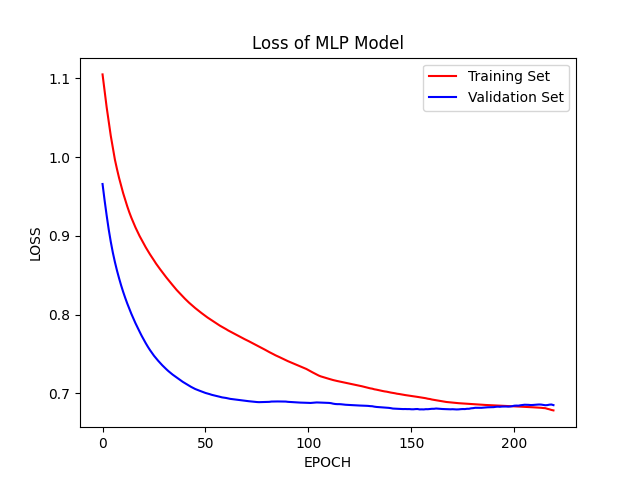 Loss of MLP Model
Training Set
Validation Set
LOSS
1.1
1.0
0.9
0.8
0.7
0
50
100
150
200
EPOCH